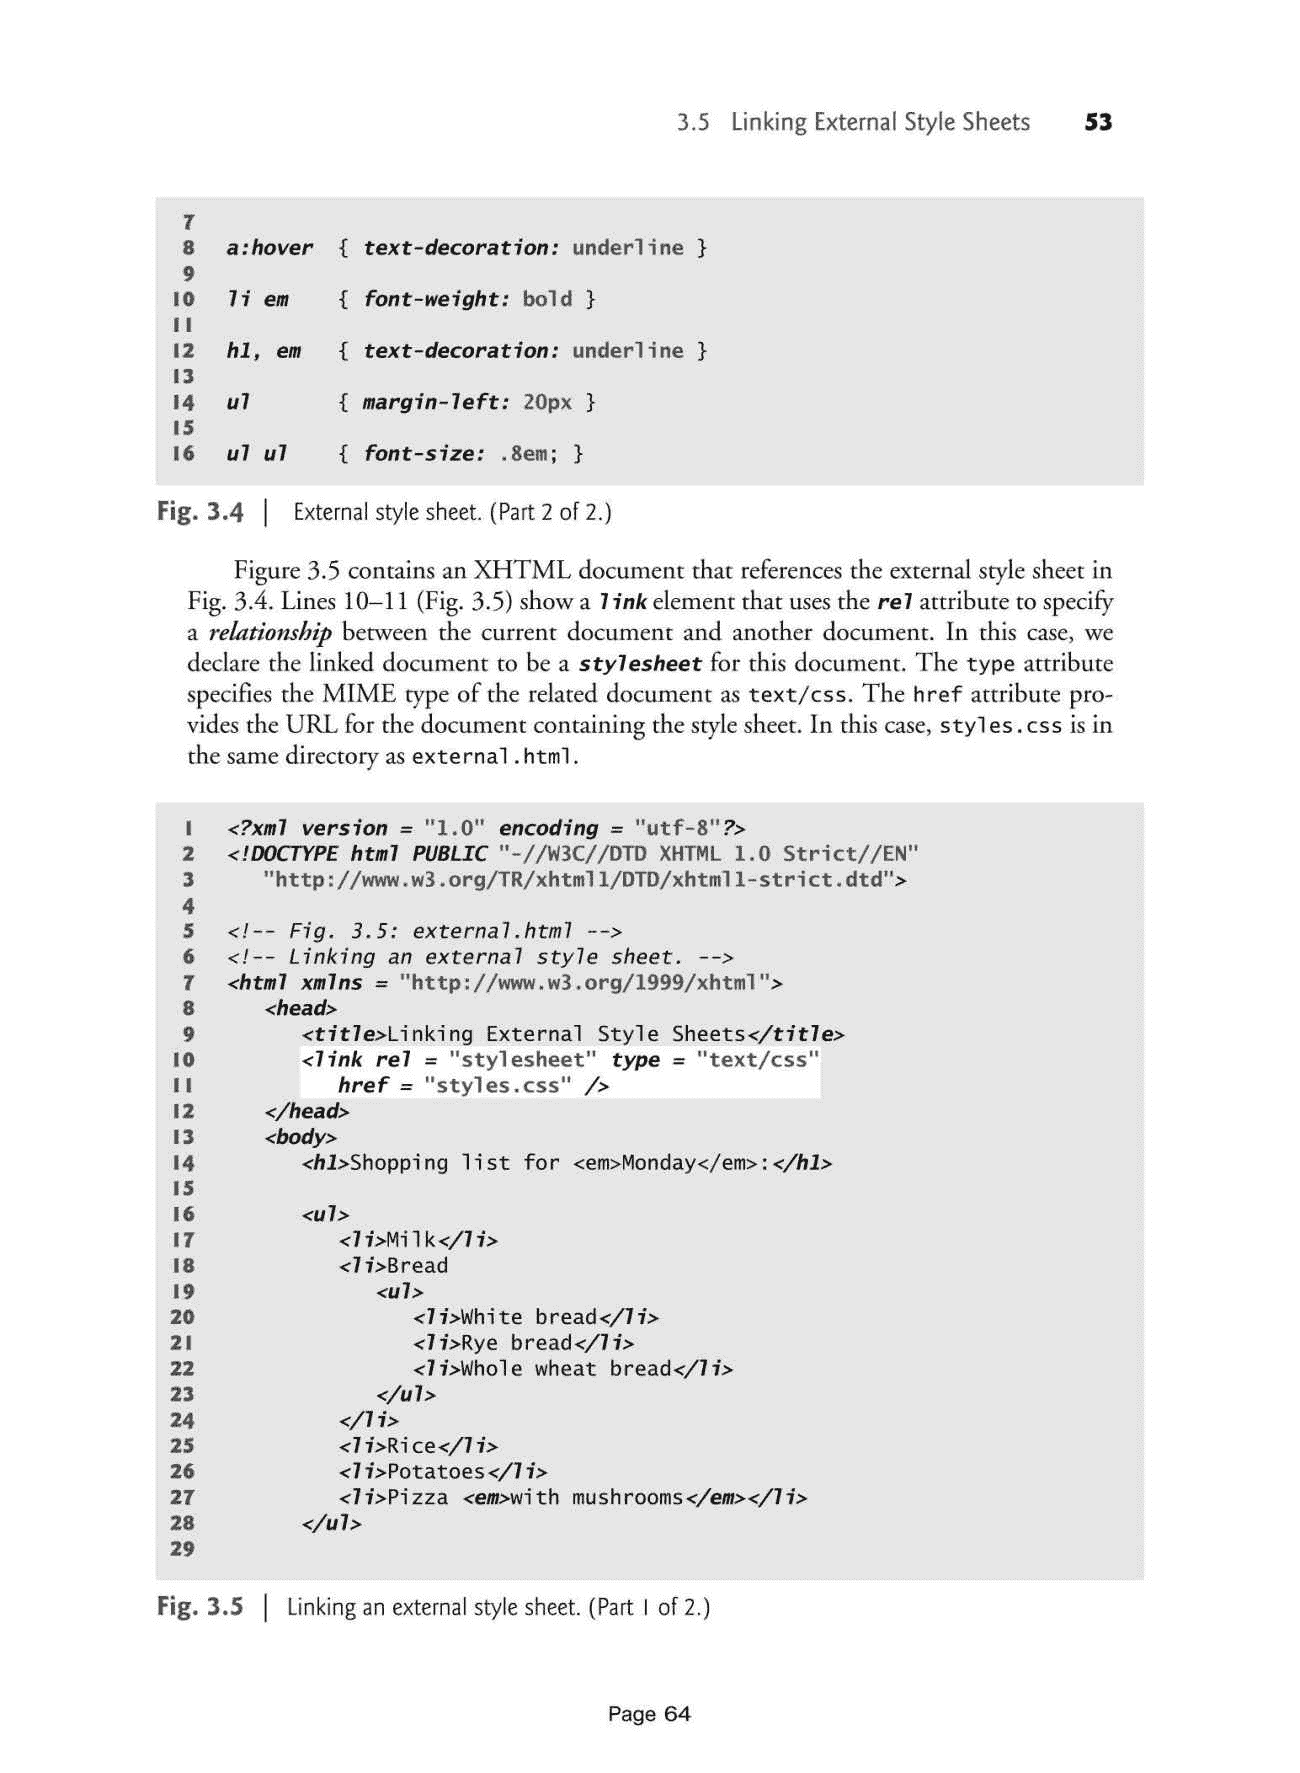 3.5 Linking External Style Sheets 53
7
8 a:hover { text-decoration: underline }
9
10 li em { font-weight: bold }
11
12 h1, em { text-decoration: underline }
13
14 ul { margin-left: 20px }
15
16 ul ul { font-size: .8em; }
Fig. 3.4 | External style sheet. (Part 2 of 2.)
Figure 3.5 contains an XHTML document that references the external style sheet in
Fig. 3.4. Lines 10–11 (Fig. 3.5) show a link element that uses the rel attribute to specify
a relationship between the current document and another document. In this case, we
declare the linked document to be a stylesheet for this document. The type attribute
specifies the MIME type of the related document as text/css. The href attribute pro-
vides the URL for the document containing the style sheet. In this case, styles.css is in
the same directory as external.html.
1 <?xml version = "1.0" encoding = "utf-8"?>
2 <!DOCTYPE html PUBLIC "-//W3C//DTD XHTML 1.0 Strict//EN"
3 "http://www.w3.org/TR/xhtml1/DTD/xhtml1-strict.dtd">
4
5 <!-- Fig. 3.5: external.html -->
6 <!-- Linking an external style sheet. -->
7 <html xmlns = "http://www.w3.org/1999/xhtml">
8 <head>
9 <title>Linking External Style Sheets</title>
10 <link rel = "stylesheet" type = "text/css"
11 href = "styles.css" />
12 </head>
13 <body>
14 <h1>Shopping list for <em>Monday</em>:</h1>
15
16 <ul>
17 <li>Milk</li>
18 <li>Bread
19 <ul>
20 <li>White bread</li>
21 <li>Rye bread</li>
22 <li>Whole wheat bread</li>
23 </ul>
24 </li>
25 <li>Rice</li>
26 <li>Potatoes</li>
27 <li>Pizza <em>with mushrooms</em></li>
28 </ul>
29
Fig. 3.5 | Linking an external style sheet. (Part 1 of 2.)
Page 64